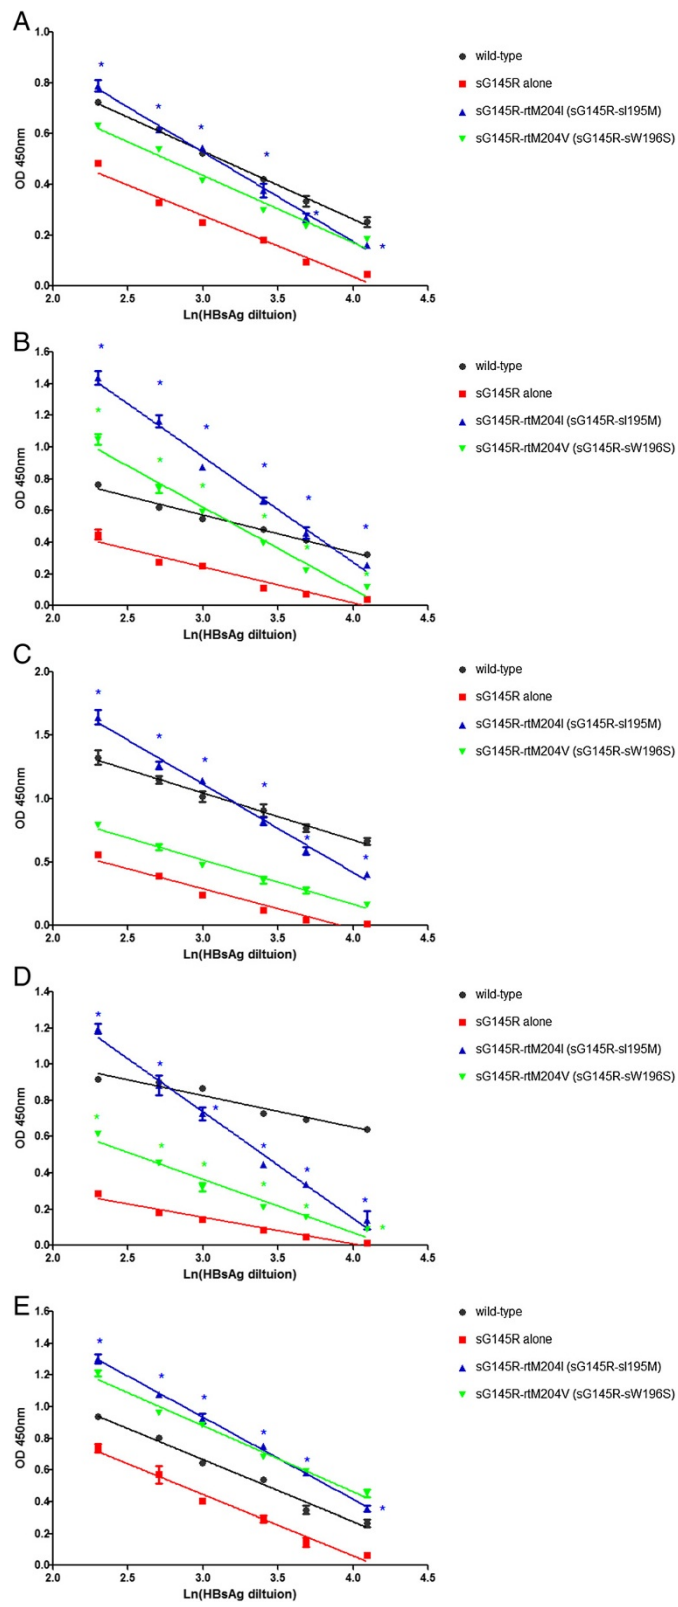 A
1.0
0.8
0.6
0.4
0.2
0.0
OD 450nm
2.0 2.5 3.0 3.5 4.0 4.5
Ln(HBsAg diltuion)
wild-type
sG145R alone
sG145R-rtM204I (sG145R-sI195M)
sG145R-rtM204V (sG145R-sW196S)
B
1.6
1.4
1.2
1.0
0.8
0.6
0.4
0.2
0.0
OD 450nm
2.0 2.5 3.0 3.5 4.0 4.5
Ln(HBsAg diltuion)
wild-type
sG145R alone
sG145R-rtM204I (sG145R-sI195M)
sG145R-rtM204V (sG145R-sW196S)
C
2.0
1.5
1.0
0.5
0.0
OD 450nm
2.0 2.5 3.0 3.5 4.0 4.5
Ln(HBsAg diltuion)
wild-type
sG145R alone
sG145R-rtM204I (sG145R-sI195M)
sG145R-rtM204V (sG145R-sW196S)
D
1.4
1.2
1.0
0.8
0.6
0.4
0.2
0.0
OD 450nm
2.0 2.5 3.0 3.5 4.0 4.5
Ln(HBsAg diltuion)
wild-type
sG145R alone
sG145R-rtM204I (sG145R-sI195M)
sG145R-rtM204V (sG145R-sW196S)
E
1.6
1.4
1.2
1.0
0.8
0.6
0.4
0.2
0.0
OD 450nm
2.0 2.5 3.0 3.5 4.0 4.5
Ln(HBsAg diltuion)
wild-type
sG145R alone
sG145R-rtM204I (sG145R-sI195M)
sG145R-rtM204V (sG145R-sW196S)